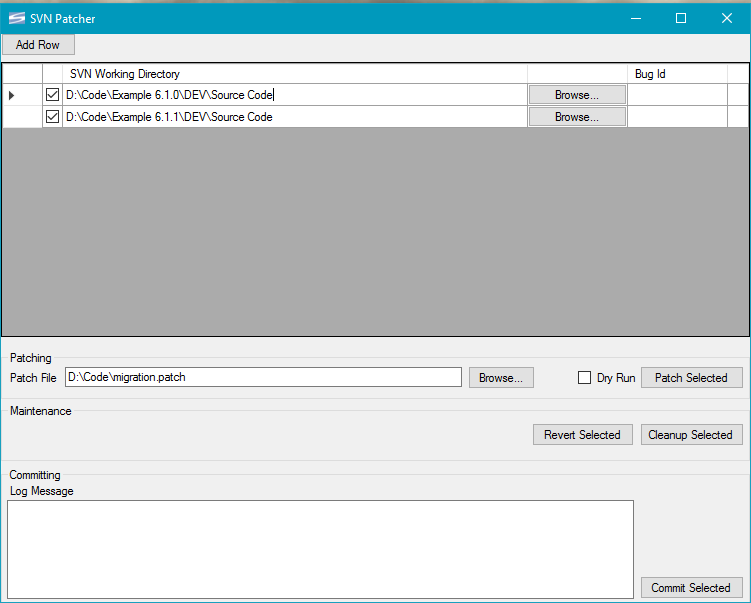 SVN Patcher
Add Row
SVN Working Directory Bug Id
D:\Code\Example 6.1.0\DEV\Source Code Browse...
D:\Code\Example 6.1.1\DEV\Source Code Browse...
Patching
Patch File D:\Code\migration.patch Browse... Dry Run Patch Selected
Maintenance
Revert Selected Cleanup Selected
Committing
Log Message
Commit Selected